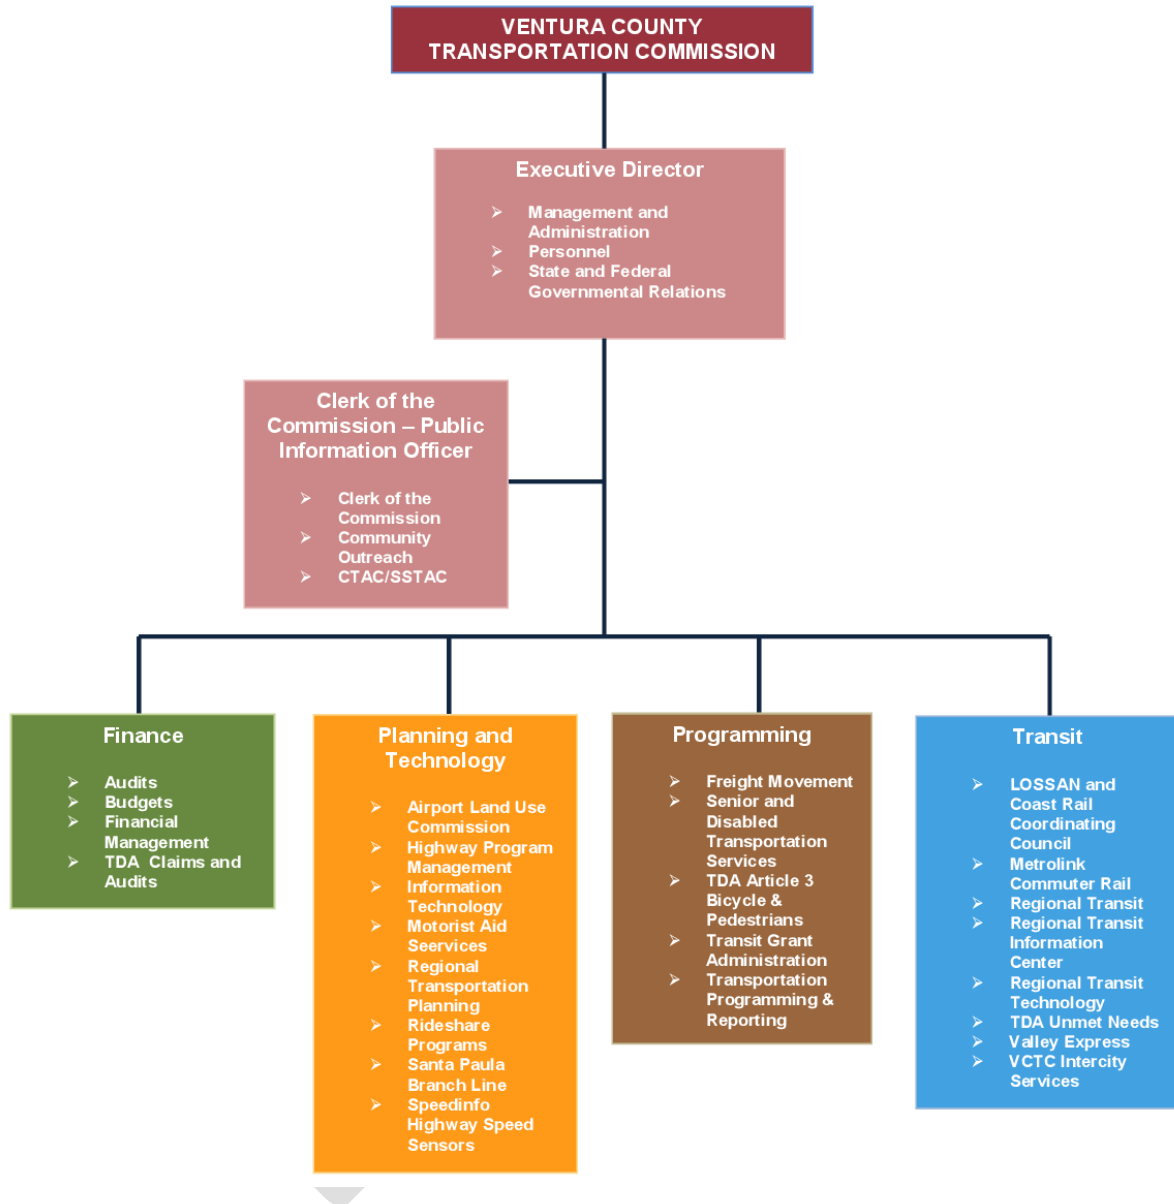 VENTURA COUNTY
TRANSPORTATION COMMISSION
Executive Director
➢ Management and
Administration
➢ Personnel
➢ State and Federal
Governmental Relations
Clerk of the
Commission – Public
Information Officer
➢ Clerk of the
Commission
➢ Community
Outreach
➢ CTAC/SSTAC
Finance
➢ Audits
➢ Budgets
➢ Financial
Management
➢ TDA Claims and
Audits
Planning and
Technology
➢ Airport Land Use
Commission
➢ Highway Program
Management
➢ Information
Technology
➢ Motorist Aid
Seervices
➢ Regional
Transportation
Planning
➢ Rideshare
Programs
➢ Santa Paula
Branch Line
➢ Speedinfo
Highway Speed
Sensors
Programming
➢ Freight Movement
➢ Senior and
Disabled
Transportation
Services
➢ TDA Article 3
Bicycle &
Pedestrians
➢ Transit Grant
Administration
➢ Transportation
Programming &
Reporting
Transit
➢ LOSSAN and
Coast Rail
Coordinating
Council
➢ Metrolink
Commuter Rail
➢ Regional Transit
➢ Regional Transit
Information
Center
➢ Regional Transit
Technology
➢ TDA Unmet Needs
➢ Valley Express
➢ VCTC Intercity
Services